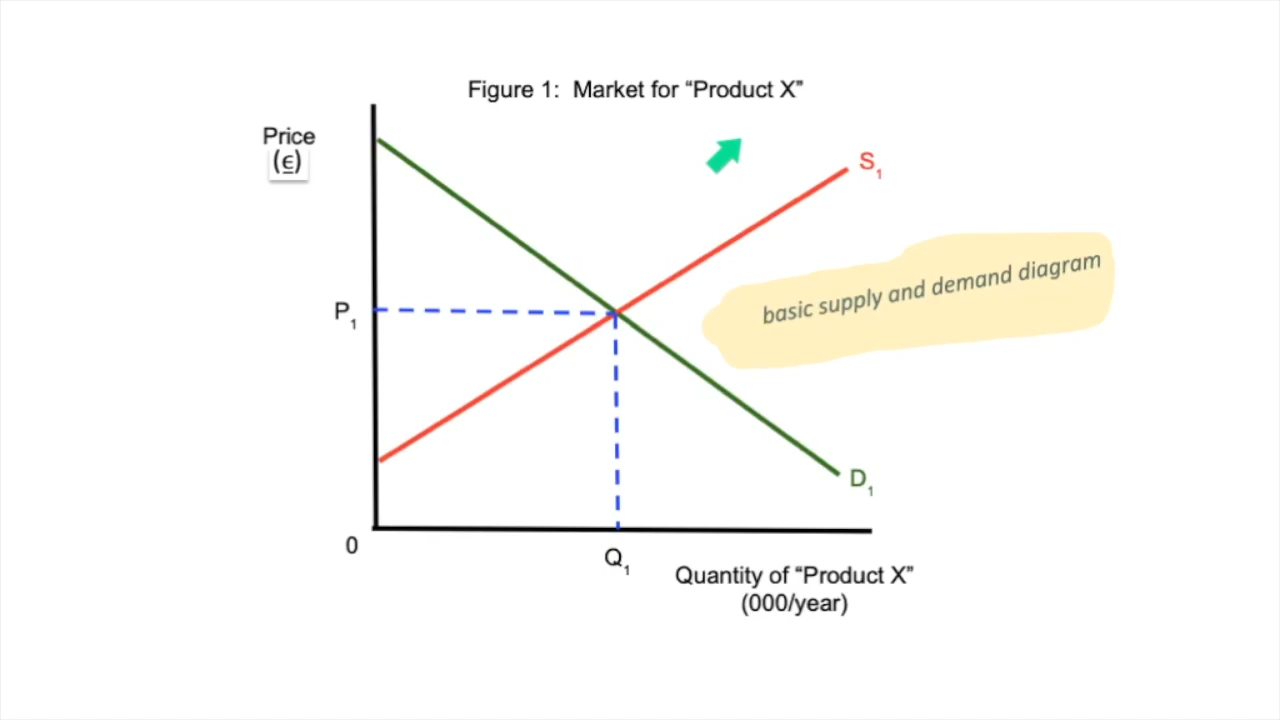 Figure 1: Market for “Product X”
Price
(є)
S₁
basic supply and demand diagram
P₁
D₁
0
Q₁
Quantity of “Product X”
(000/year)